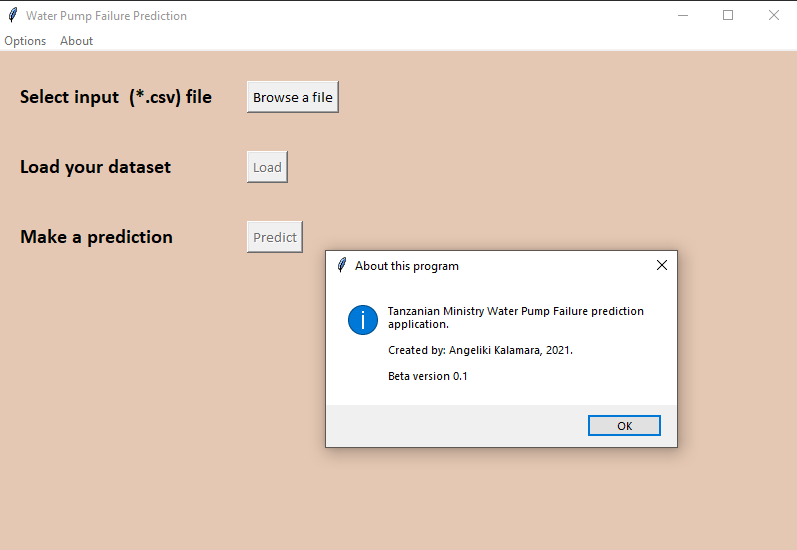 Water Pump Failure Prediction
Options About
Select input (*.csv) file
Browse a file
Load your dataset
Load
Make a prediction
Predict
About this program
Tanzanian Ministry Water Pump Failure prediction
application.
Created by: Angeliki Kalamara, 2021.
Beta version 0.1
OK